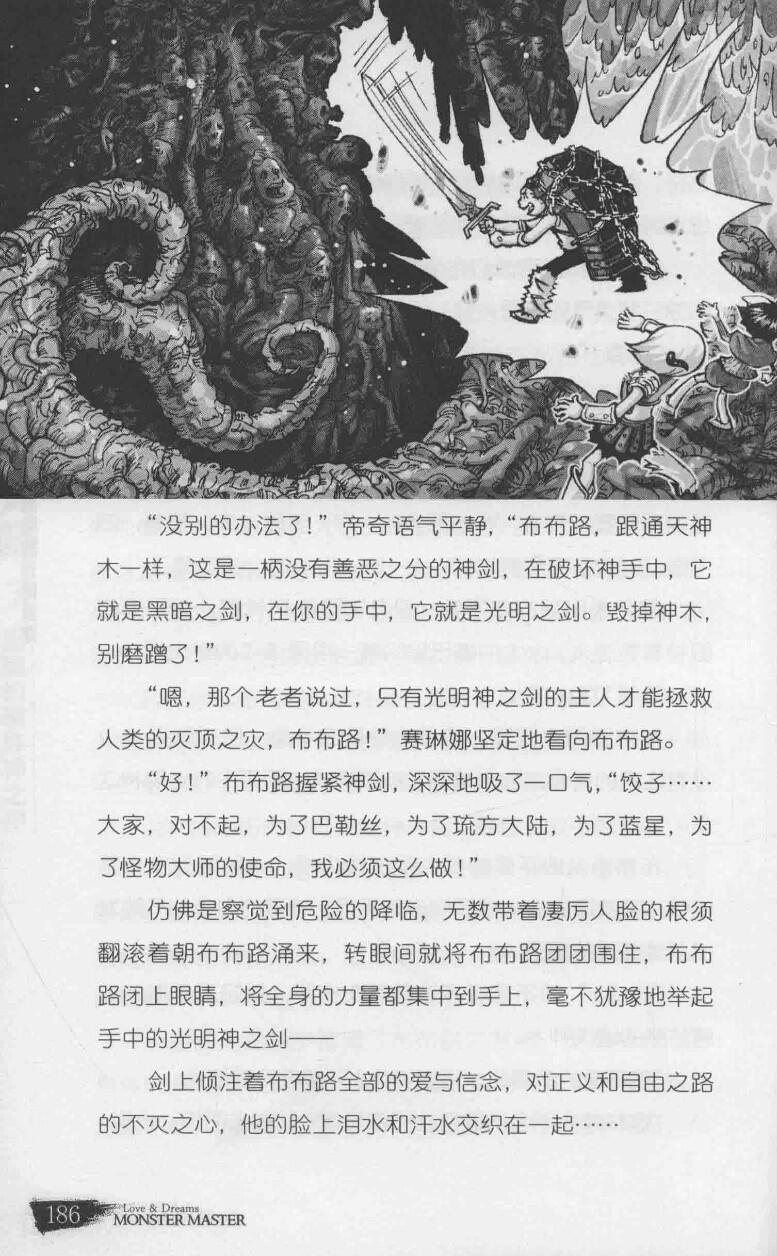 “没别的办法了！”帝奇语气平静，“布布路，跟通天神
木一样，这是一柄没有善恶之分的神剑，在破坏神手中，它
就是黑暗之剑，在你的手中，它就是光明之剑。毁掉神木，
别磨蹭了！”
“嗯，那个老者说过，只有光明神之剑的主人才能拯救
人类的灭顶之灾，布布路！”赛琳娜坚定地看向布布路。
“好！”布布路握紧神剑，深深地吸了一口气，“饺子……
大家，对不起，为了巴勒丝，为了琉方大陆，为了蓝星，为
了怪物大师的使命，我必须这么做！”
仿佛是察觉到危险的降临，无数带着凄厉人脸的根须
翻滚着朝布布路涌来，转眼间就将布布路团团围住，布布
路闭上眼睛，将全身的力量都集中到手上，毫不犹豫地举起
手中的光明神之剑——
剑上倾注着布布路全部的爱与信念，对正义和自由之路
的不灭之心，他的脸上泪水和汗水交织在一起……
186
Love & Dreams
MONSTER MASTER